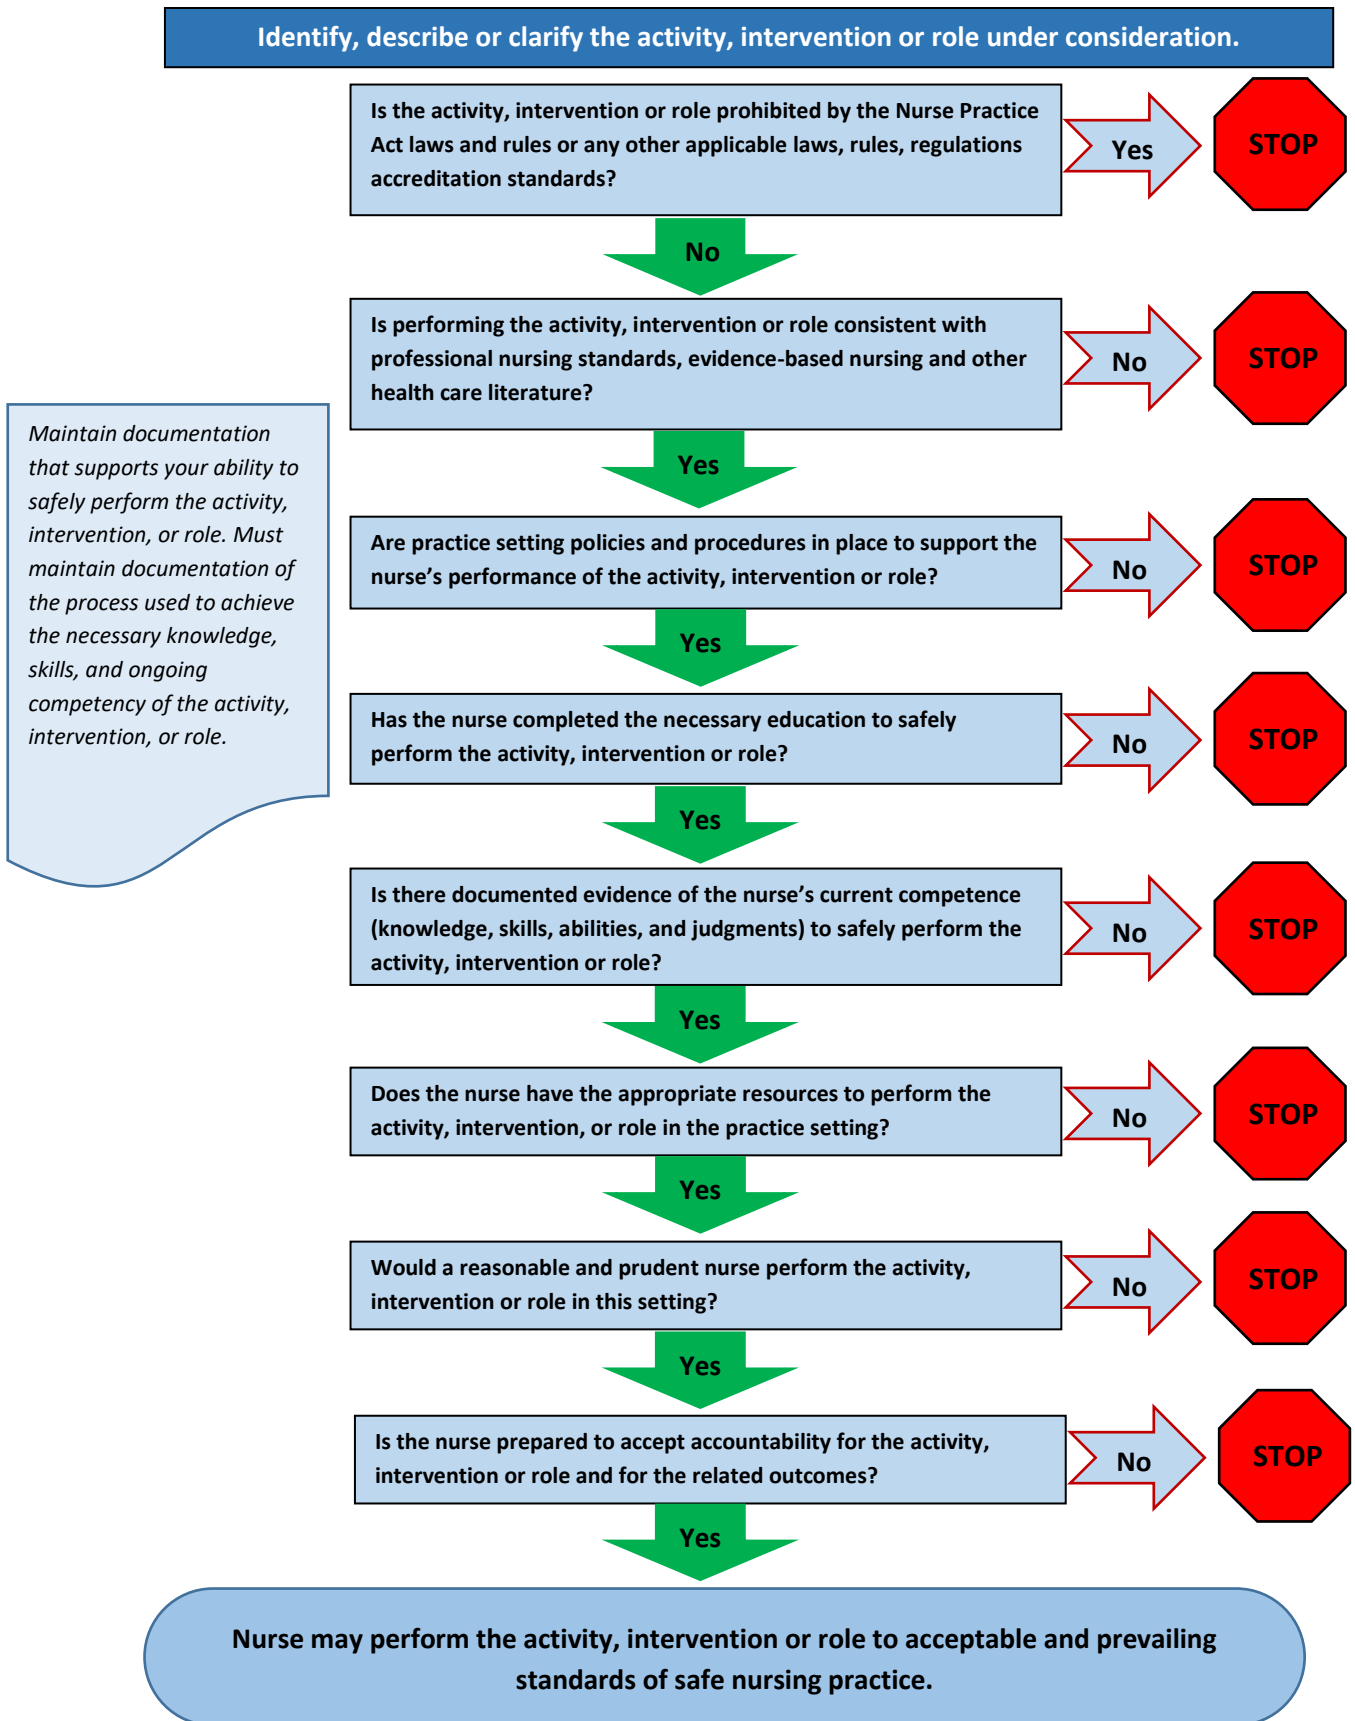 Identify, describe or clarify the activity, intervention or role under consideration.
Is the activity, intervention or role prohibited by the Nurse Practice
Act laws and rules or any other applicable laws, rules, regulations
accreditation standards?
Yes
STOP
No
Is performing the activity, intervention or role consistent with
professional nursing standards, evidence-based nursing and other
health care literature?
No
STOP
Maintain documentation
that supports your ability to
safely perform the activity,
intervention, or role. Must
maintain documentation of
the process used to achieve
the necessary knowledge,
skills, and ongoing
competency of the activity,
intervention, or role.
Yes
Are practice setting policies and procedures in place to support the
nurse’s performance of the activity, intervention or role?
No
STOP
Yes
Has the nurse completed the necessary education to safely
perform the activity, intervention or role?
No
STOP
Yes
Is there documented evidence of the nurse’s current competence
(knowledge, skills, abilities, and judgments) to safely perform the
activity, intervention or role?
No
STOP
Yes
Does the nurse have the appropriate resources to perform the
activity, intervention, or role in the practice setting?
No
STOP
Yes
Would a reasonable and prudent nurse perform the activity,
intervention or role in this setting?
No
STOP
Yes
Is the nurse prepared to accept accountability for the activity,
intervention or role and for the related outcomes?
No
STOP
Yes
Nurse may perform the activity, intervention or role to acceptable and prevailing
standards of safe nursing practice.